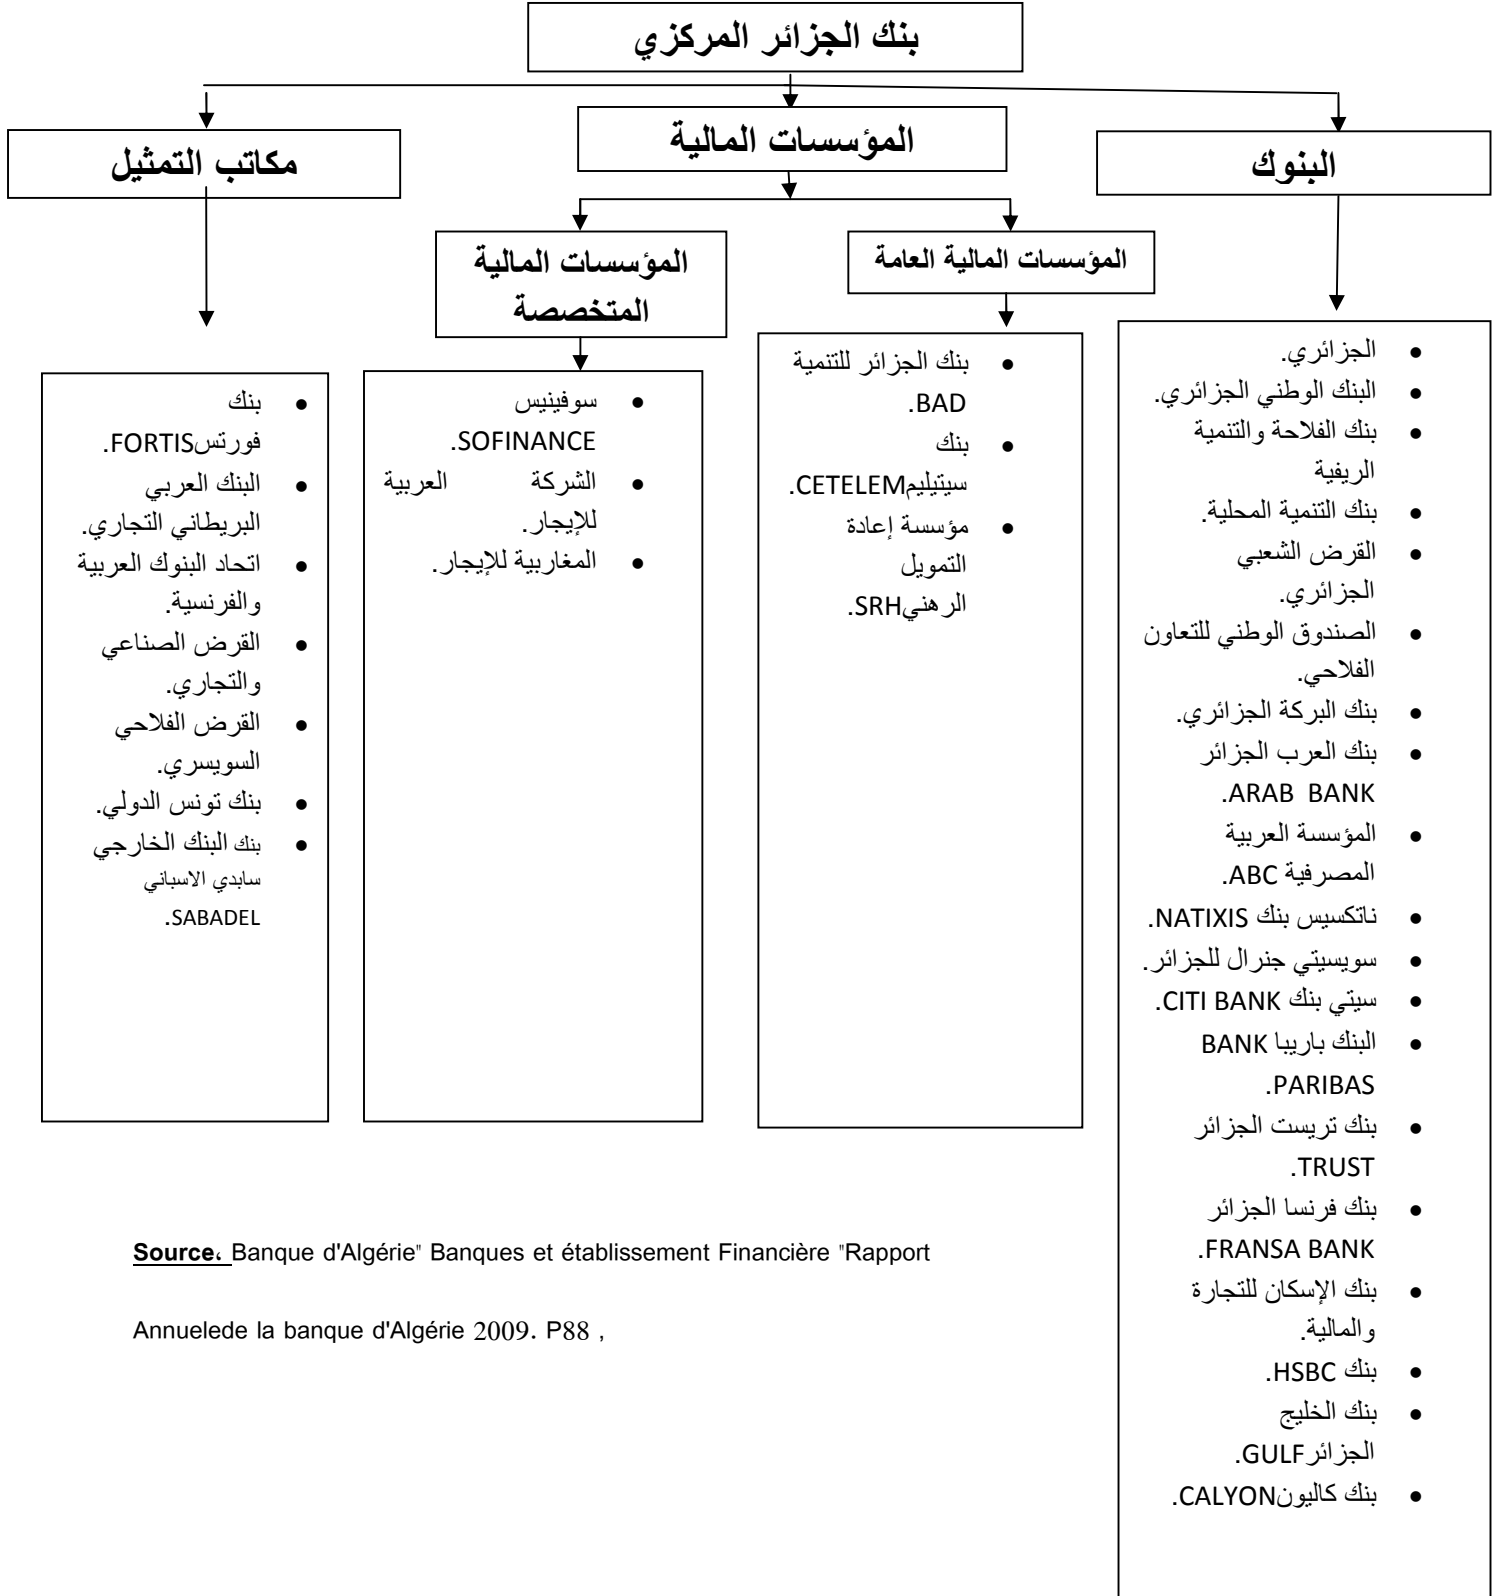 بنك الجزائر المركزي
البنوك
المؤسسات المالية
مكاتب التمثيل
المؤسسات المالية العامة
المؤسسات المالية
المتخصصة
• الجزائري.
• البنك الوطني الجزائري.
• بنك الفلاحة والتنمية
الريفية
• بنك التنمية المحلية.
• القرض الشعبي
الجزائري.
• الصندوق الوطني للتعاون
الفلاحي.
• بنك البركة الجزائري.
• بنك العرب الجزائر
ARAB BANK.
• المؤسسة العربية
المصرفية ABC.
• ناتكسيس بنك NATIXIS.
• سويسيتي جنرال للجزائر.
• سيتي بنك CITI BANK.
• البنك باريبا BANK
PARIBAS.
• بنك تريست الجزائر
TRUST.
• بنك فرنسا الجزائر
FRANSA BANK.
• بنك الإسكان للتجارة
والمالية.
• بنك HSBC.
• بنك الخليج
الجزائرGULF.
• بنك كاليونCALYON.
• بنك الجزائر للتنمية
BAD.
• بنك
سيتيليمCETELEM.
• مؤسسة إعادة
التمويل
الرهنيSRH.
• سوفينيس
SOFINANCE.
• الشركة العربية
للإيجار.
• المغاربية للإيجار.
• بنك
فورتسFORTIS.
• البنك العربي
البريطاني التجاري.
• اتحاد البنوك العربية
والفرنسية.
• القرض الصناعي
والتجاري.
• القرض الفلاحي
السويسري.
• بنك تونس الدولي.
• بنك البنك الخارجي
سابدي الاسباني
SABADEL.
Source، Banque d'Algérie" Banques et établissement Financière "Rapport
Annuelede la banque d'Algérie 2009. P88 ,